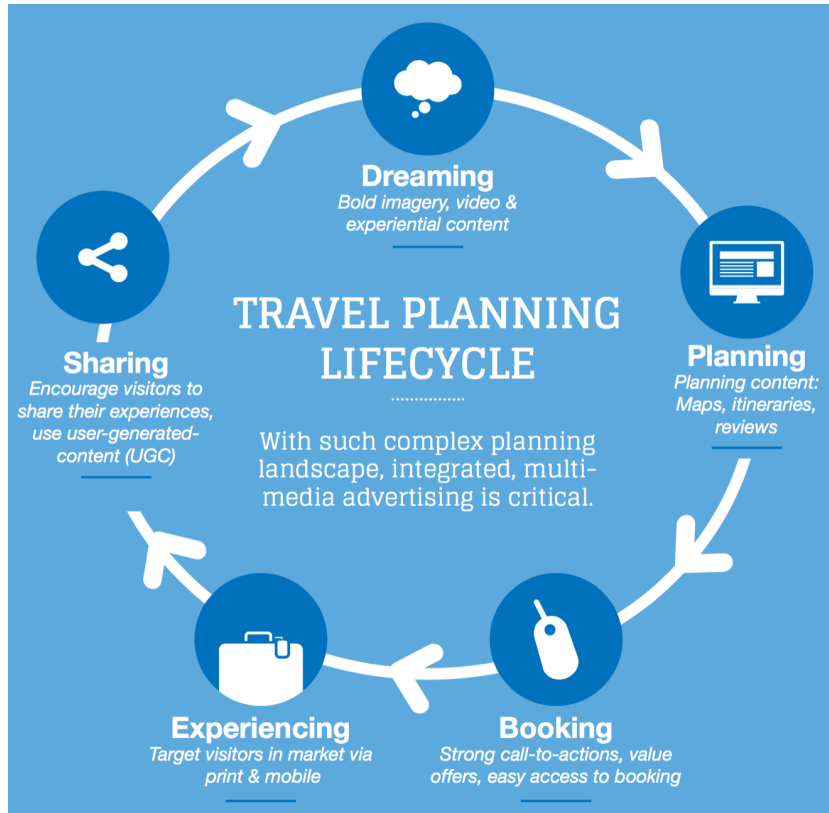 Dreaming
Bold imagery, video &
experiential content
TRAVEL PLANNING
LIFECYCLE
With such complex planning
landscape, integrated, multi-
media advertising is critical.
Planning
Planning content:
Maps, itineraries,
reviews
Booking
Strong call-to-actions, value
offers, easy access to booking
Experiencing
Target visitors in market via
print & mobile
Sharing
Encourage visitors to
share their experiences,
use user-generated-
content (UGC)